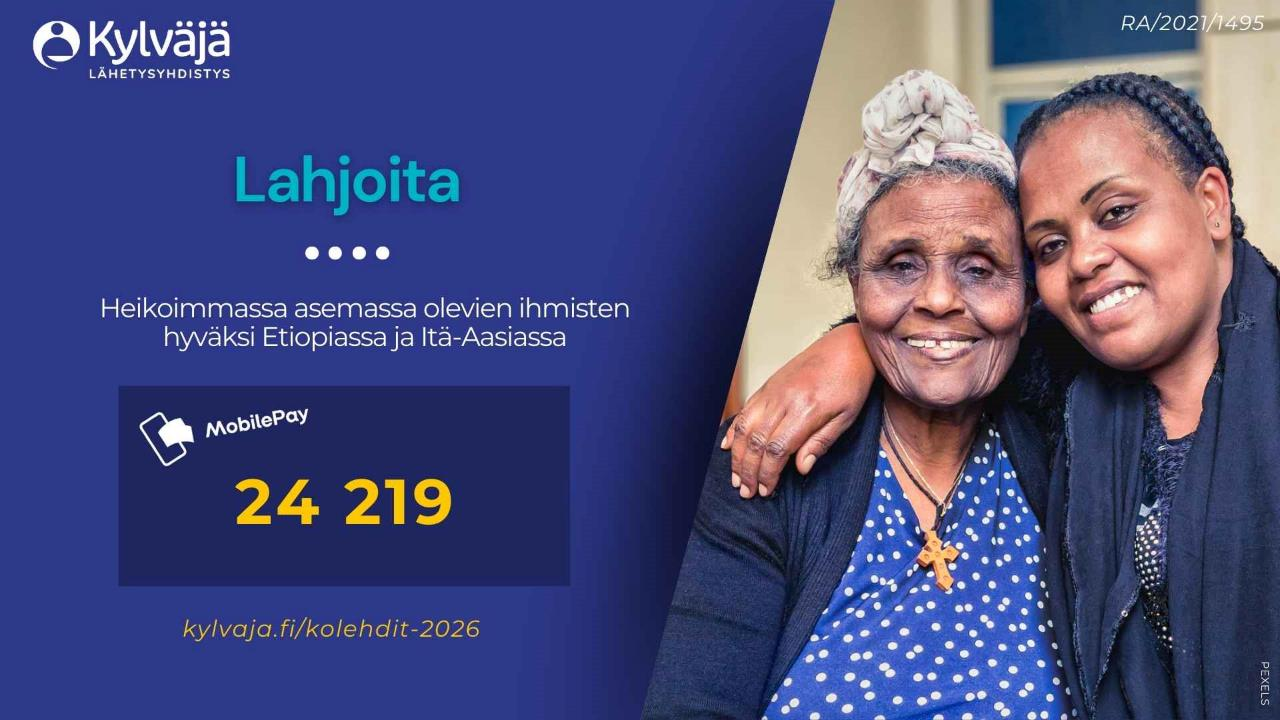 Kylväjä
LÄHETYSYHDISTYS
RA/2021/1495
Lahjoita
Heikoimmassa asemassa olevien ihmisten
hyväksi Etiopiassa ja Itä-Aasiassa
MobilePay
24 219
kylvaja.fi/kolehdit-2026
PEXELS